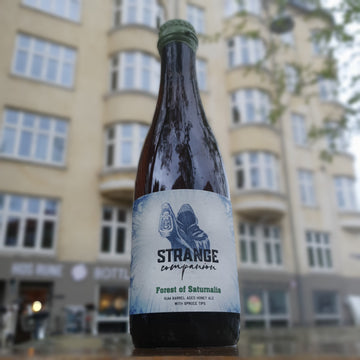 STRANGE
companion
Forest of Saturnalia
RUM BARREL AGED HONEY ALE
WITH SPRUCE TIPS